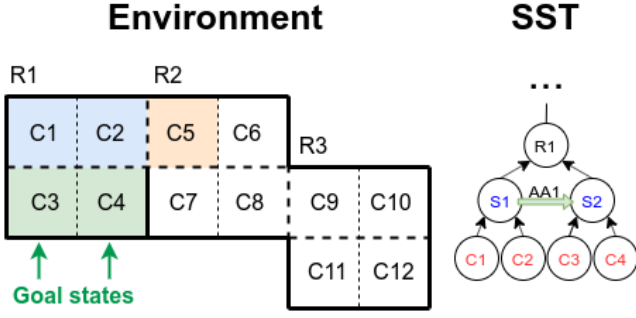 Environment
SST
R1
R2
R3
C1
C2
C5
C6
C3
C4
C7
C8
C9
C10
C11
C12
Goal states
...
R1
S1
AA1
S2
C1
C2
C3
C4